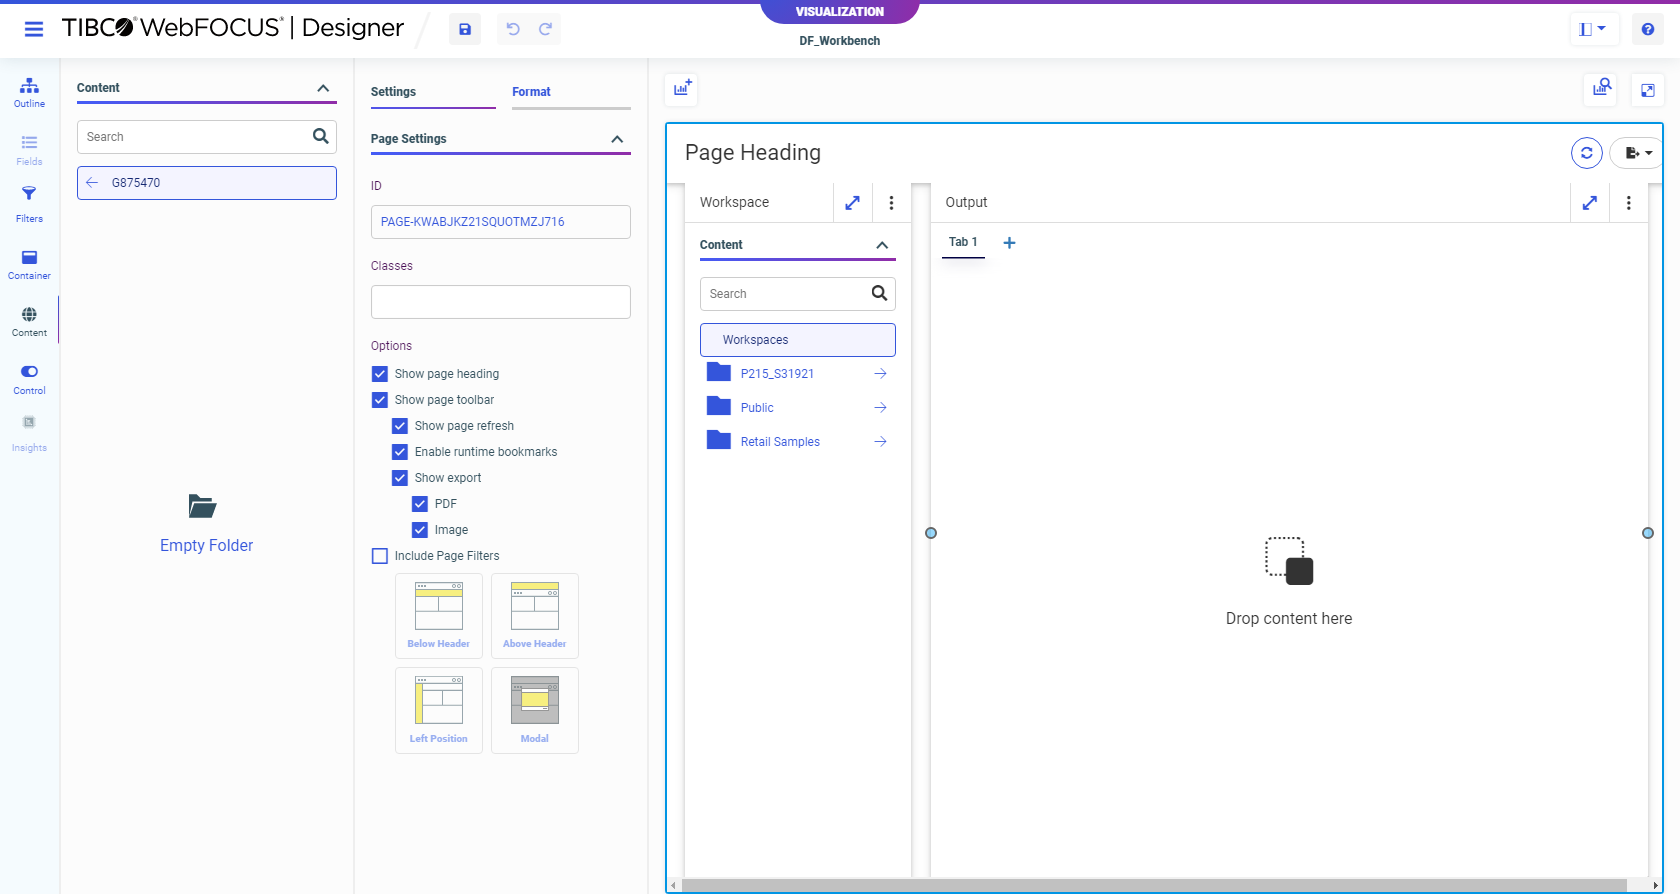 VISUALIZATION
TIBCO® WebFOCUS® | Designer
DF_Workbench
Outline
Fields
Filters
Container
Content
Control
Insights
Content
Search
G875470
Empty Folder
Settings
Format
Page Settings
ID
PAGE-KWABJKZ21SQUOTMZJ716
Classes
Options
Show page heading
Show page toolbar
Show page refresh
Enable runtime bookmarks
Show export
PDF
Image
Include Page Filters
Below Header
Above Header
Left Position
Modal
Page Heading
Workspace
Content
Search
Workspaces
P215_S31921
Public
Retail Samples
Output
Tab 1
Drop content here